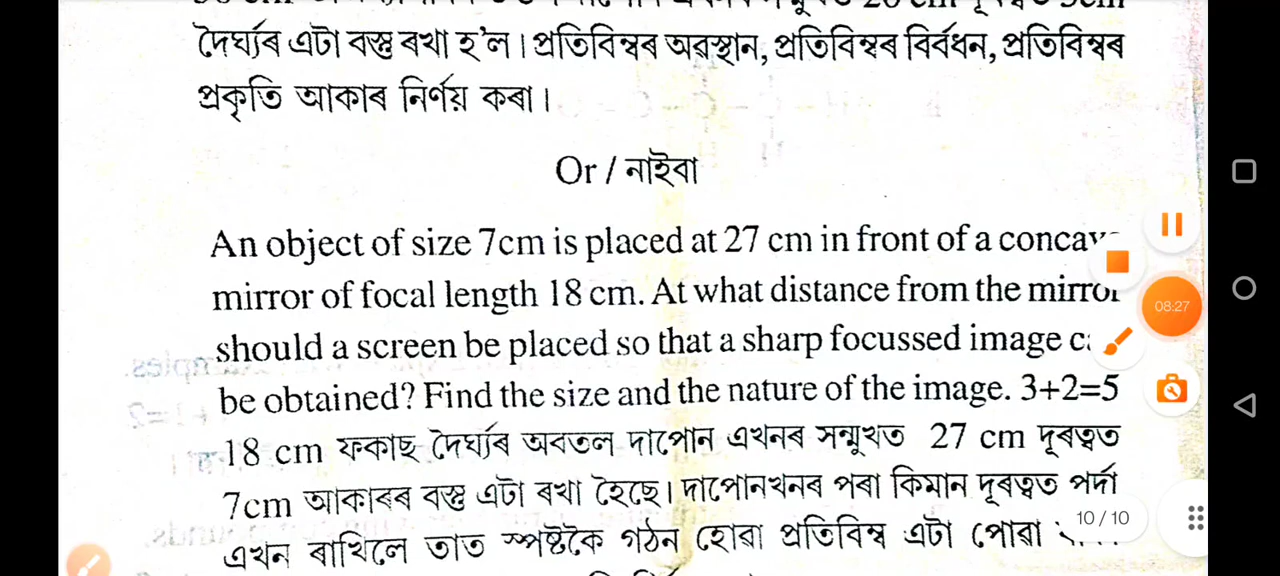 দৈৰ্ঘ্যৰ এটা বস্তু ৰখা হ'ল। প্ৰতিবিম্বৰ অৱস্থান, প্ৰতিবিম্বৰ বিৰ্বধন, প্ৰতিবিম্বৰ
প্ৰকৃতি আকাৰ নিৰ্ণয় কৰা।
Or / নাইবা
An object of size 7cm is placed at 27 cm in front of a
mirror of focal length 18 cm. At what distance from the mirror
should a screen be placed so that a sharp focussed image
be obtained? Find the size and the nature of the image. 3+2=5
18 cm ফকাছ দৈৰ্ঘ্যৰ অবতল দাপোন এখনৰ সন্মুখত 27 cm দূৰত্বত
7cm আকাৰৰ বস্তু এটা ৰখা হৈছে। দাপোনখনৰ পৰা কিমান দূৰত্বত পৰ্দা
এখন ৰাখিলে তাত স্পষ্টকৈ গঠন হোৱা প্ৰতিবিম্ব এটা পোৱা
08:27
10 / 10